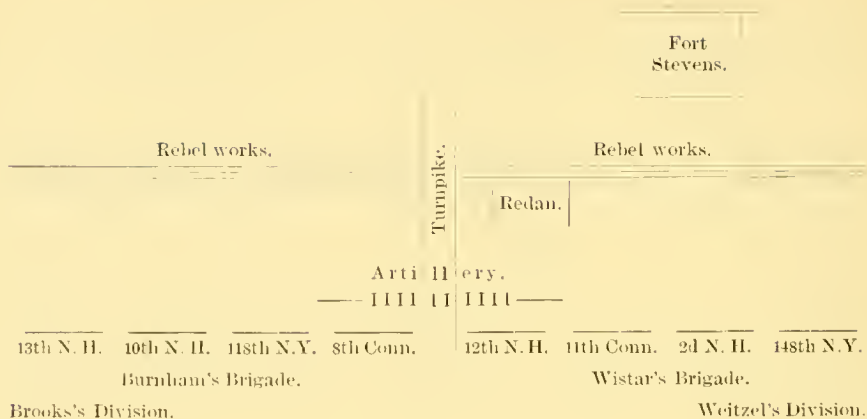 Fort
Stevens.
Rebel works. Rebel works.
Turnpike.
Redan.
Artillery.
13th N. H. 10th N. H. 118th N.Y. 8th Conn. 12th N. H. 11th Conn. 2d N. H. 148th N.Y.
Burnham's Brigade. Wistar's Brigade.
Brooks's Division. Weitzel's Division.